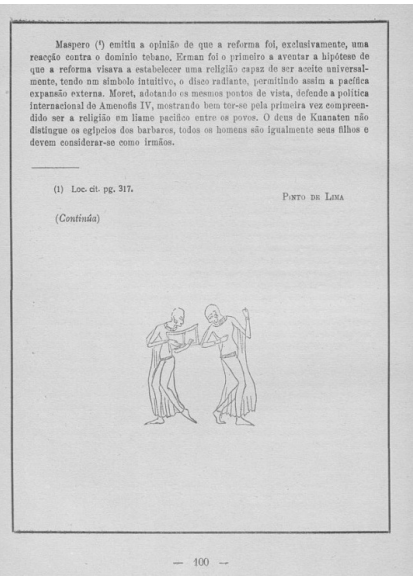 Maspero (¹) emitiu a opinião de que a reforma foi, exclusivamente, uma
reacção contra o dominio tebano. Erman foi o primeiro a aventar a hipótese de
que a reforma visava a estabelecer uma religião capaz de ser aceite universal-
mente, tendo um simbolo intuitivo, o disco radiante, permitindo assim a pacífica
expansão externa. Moret, adotando os mesmos pontos de vista, defende a política
internacional de Amenofis IV, mostrando bem ter-se pela primeira vez compreen-
dido ser a religião um liame pacifico entre os povos. O deus de Kuanaten não
distingue os egipcios dos barbaros, todos os homens são igualmente seus filhos e
devem considerar-se como irmãos.
(1) Loc. cit. pg. 317.
Pinto de Lima
(Continúa)
— 100 —